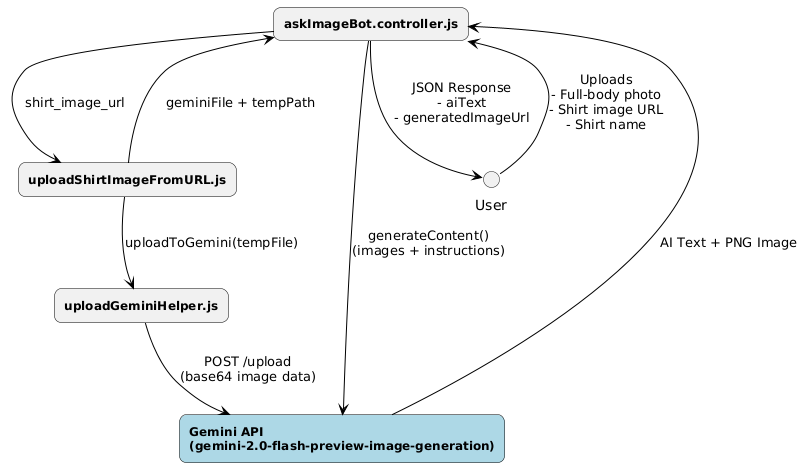 askImageBot.controller.js
Uploads
- Full-body photo
- Shirt image URL
- Shirt name
JSON Response
- aiText
- generatedImageUrl
shirt_image_url
geminiFile + tempPath
uploadShirtImageFromURL.js
User
generateContent()
(images + instructions)
uploadToGemini(tempFile)
AI Text + PNG Image
uploadGeminiHelper.js
POST /upload
(base64 image data)
Gemini API
(gemini-2.0-flash-preview-image-generation)